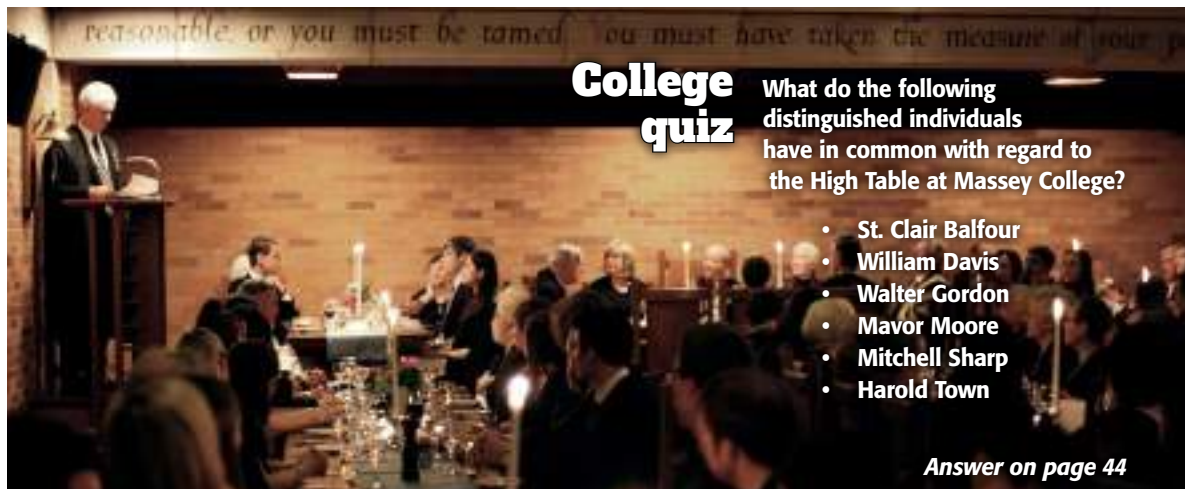 reasonable, or you must be tamed. You must have taken the measure of your
College
quiz
What do the following
distinguished individuals
have in common with regard to
the High Table at Massey College?
• St. Clair Balfour
• William Davis
• Walter Gordon
• Mavor Moore
• Mitchell Sharp
• Harold Town
Answer on page 44